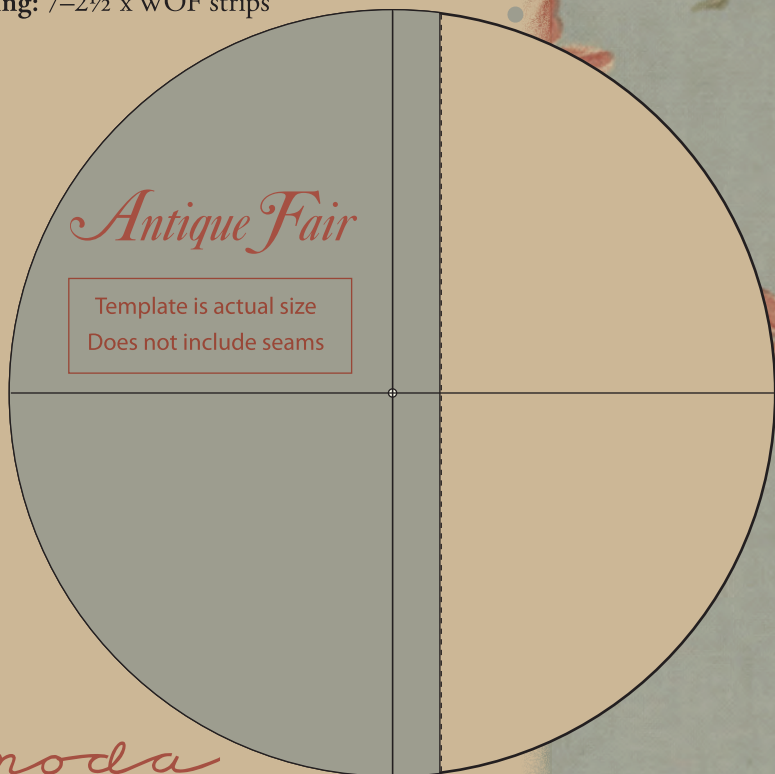 ng: 7–2½ x WOF strips
Antique Fair
Template is actual size
Does not include seams
moda